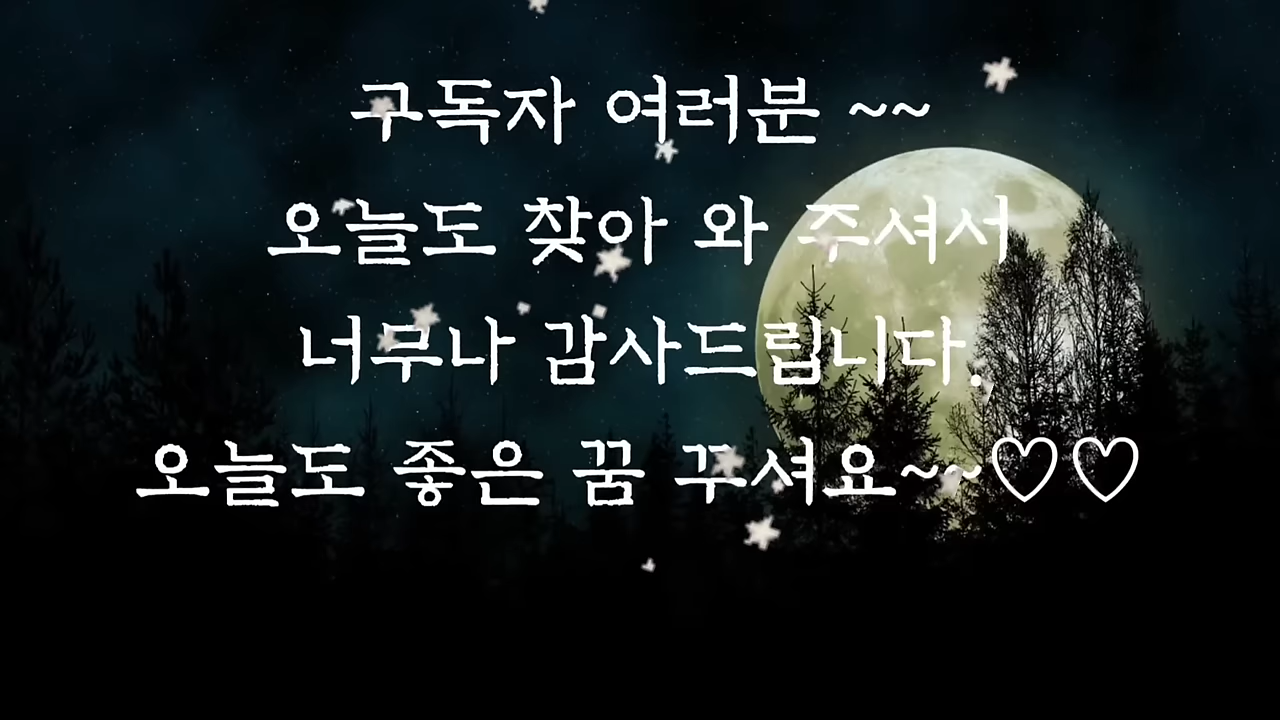 구독자 여러분 ~~
오늘도 찾아 와 주셔서
너무나 감사드립니다.
오늘도 좋은 꿈 꾸셔요~~♡♡